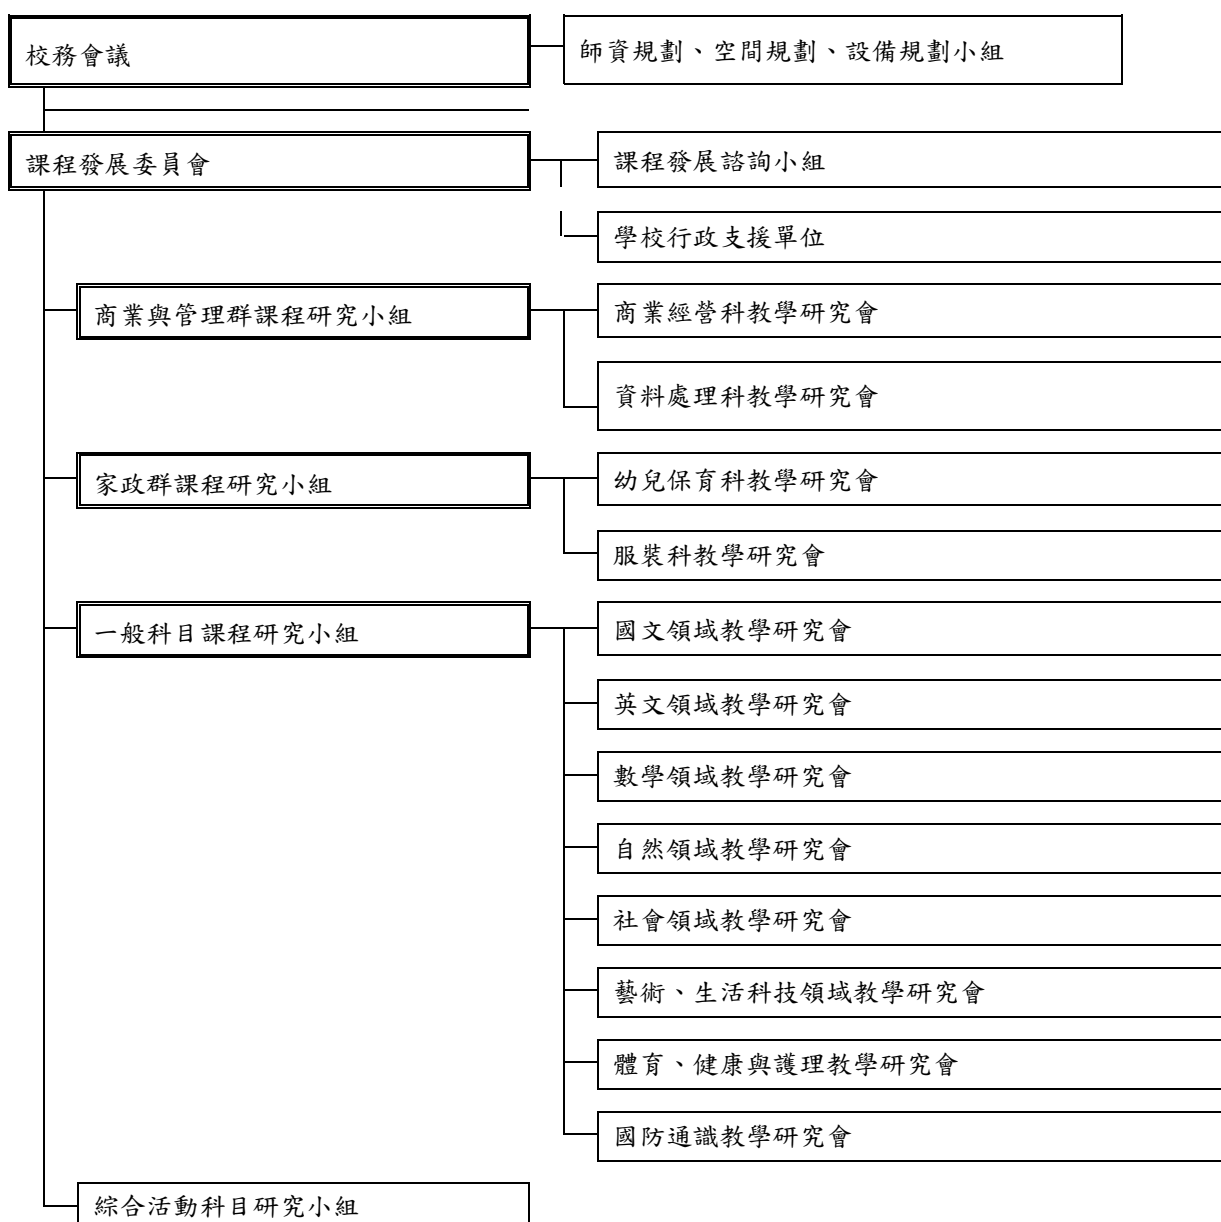 校務會議
師資規劃、空間規劃、設備規劃小組
課程發展委員會
課程發展諮詢小組
學校行政支援單位
商業與管理群課程研究小組
商業經營科教學研究會
資料處理科教學研究會
家政群課程研究小組
幼兒保育科教學研究會
服裝科教學研究會
一般科目課程研究小組
國文領域教學研究會
英文領域教學研究會
數學領域教學研究會
自然領域教學研究會
社會領域教學研究會
藝術、生活科技領域教學研究會
體育、健康與護理教學研究會
國防通識教學研究會
綜合活動科目研究小組